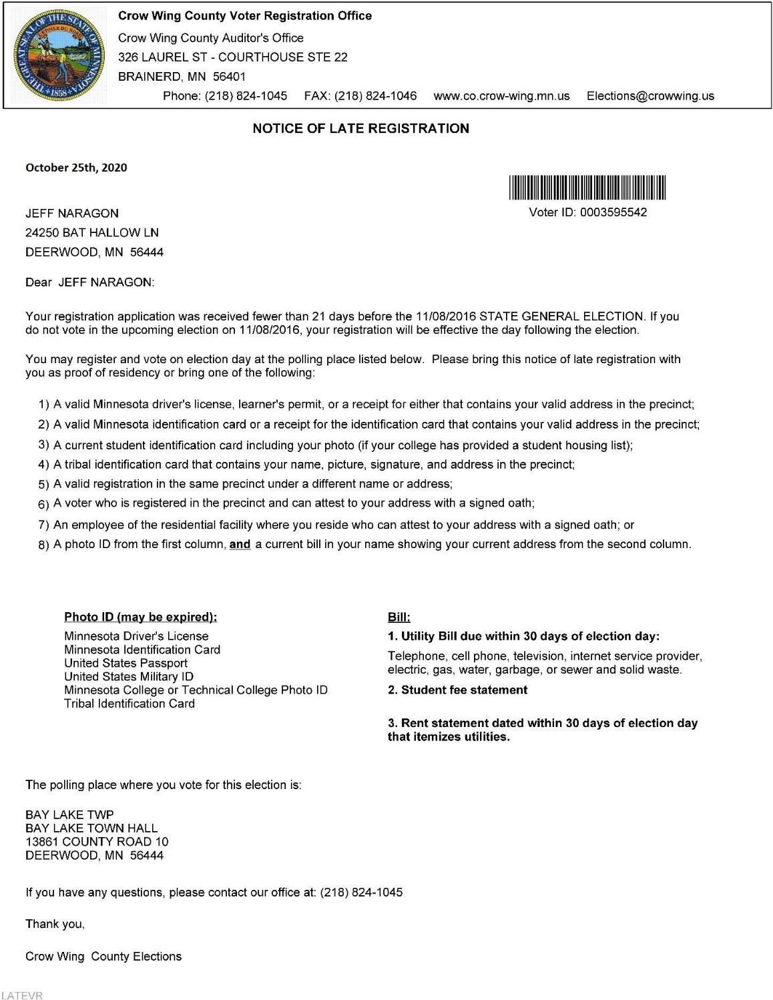 THE GREAT SEAL OF THE STATE OF MINNESOTA
L'ETOILE DU NORD
1858
Crow Wing County Voter Registration Office
Crow Wing County Auditor's Office
326 LAUREL ST - COURTHOUSE STE 22
BRAINERD, MN 56401
Phone: (218) 824-1045 FAX: (218) 824-1046 www.co.crow-wing.mn.us Elections@crowwing.us
NOTICE OF LATE REGISTRATION
October 25th, 2020
Voter ID: 0003595542
JEFF NARAGON
24250 BAT HALLOW LN
DEERWOOD, MN 56444
Dear JEFF NARAGON:
Your registration application was received fewer than 21 days before the 11/08/2016 STATE GENERAL ELECTION. If you
do not vote in the upcoming election on 11/08/2016, your registration will be effective the day following the election.
You may register and vote on election day at the polling place listed below. Please bring this notice of late registration with
you as proof of residency or bring one of the following:
1) A valid Minnesota driver's license, learner's permit, or a receipt for either that contains your valid address in the precinct;
2) A valid Minnesota identification card or a receipt for the identification card that contains your valid address in the precinct;
3) A current student identification card including your photo (if your college has provided a student housing list);
4) A tribal identification card that contains your name, picture, signature, and address in the precinct;
5) A valid registration in the same precinct under a different name or address;
6) A voter who is registered in the precinct and can attest to your address with a signed oath;
7) An employee of the residential facility where you reside who can attest to your address with a signed oath; or
8) A photo ID from the first column, and a current bill in your name showing your current address from the second column.
Photo ID (may be expired):
Minnesota Driver's License
Minnesota Identification Card
United States Passport
United States Military ID
Minnesota College or Technical College Photo ID
Tribal Identification Card
Bill:
1. Utility Bill due within 30 days of election day:
Telephone, cell phone, television, internet service provider,
electric, gas, water, garbage, or sewer and solid waste.
2. Student fee statement
3. Rent statement dated within 30 days of election day
that itemizes utilities.
The polling place where you vote for this election is:
BAY LAKE TWP
BAY LAKE TOWN HALL
13861 COUNTY ROAD 10
DEERWOOD, MN 56444
If you have any questions, please contact our office at: (218) 824-1045
Thank you,
Crow Wing County Elections
LATEVR